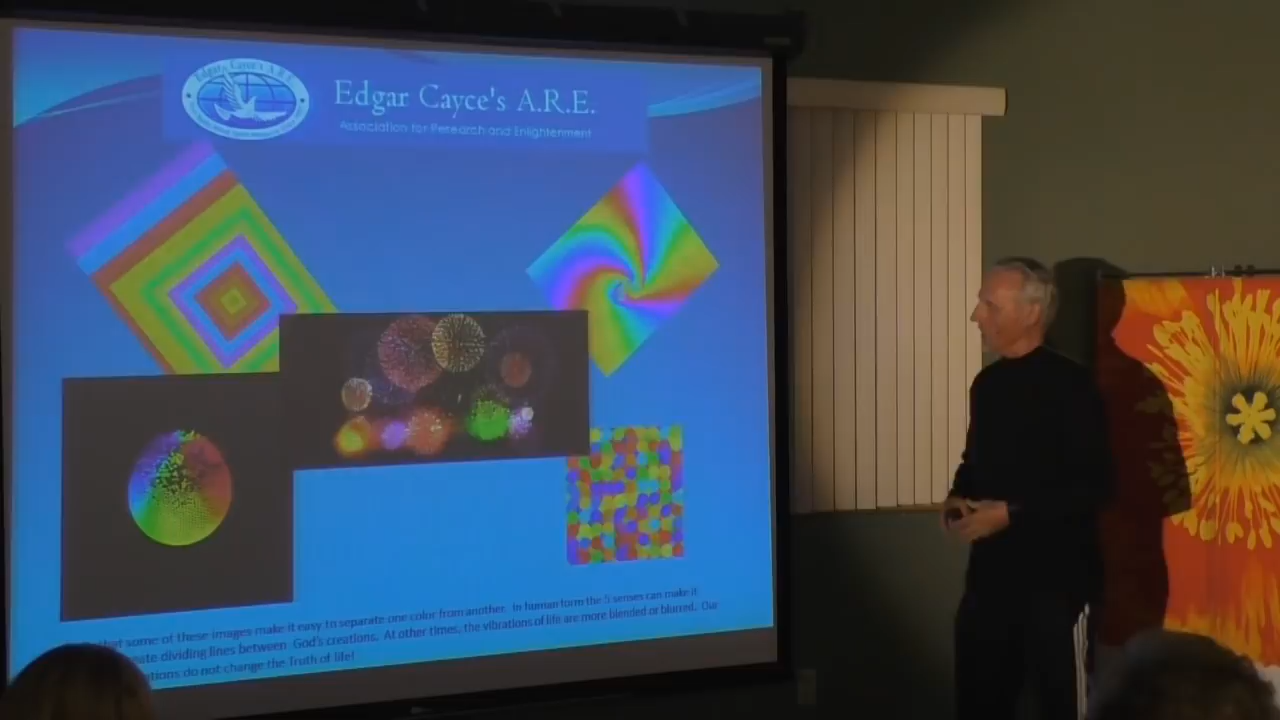 Edgar Cayce's A.R.E.
Edgar Cayce's A.R.E.
Association for Research and Enlightenment
that some of these images make it easy to separate one color from another. In human form the 5 senses can make it
dividing lines between God's creations. At other times, the vibrations of life are more blended or blurred. Our
do not change the Truth of life!